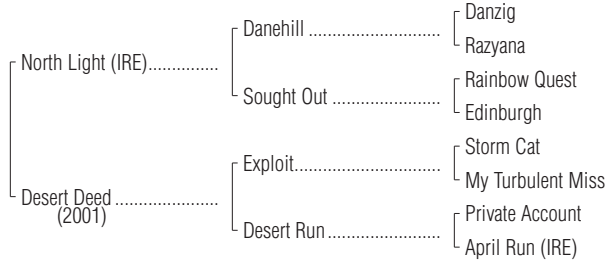 Danzig
Danehill ........................
Razyana
North Light (IRE)...............
Rainbow Quest
Sought Out .......................
Edinburgh
Storm Cat
Exploit...............................
My Turbulent Miss
Desert Deed ......................
(2001)
Private Account
Desert Run .......................
April Run (IRE)